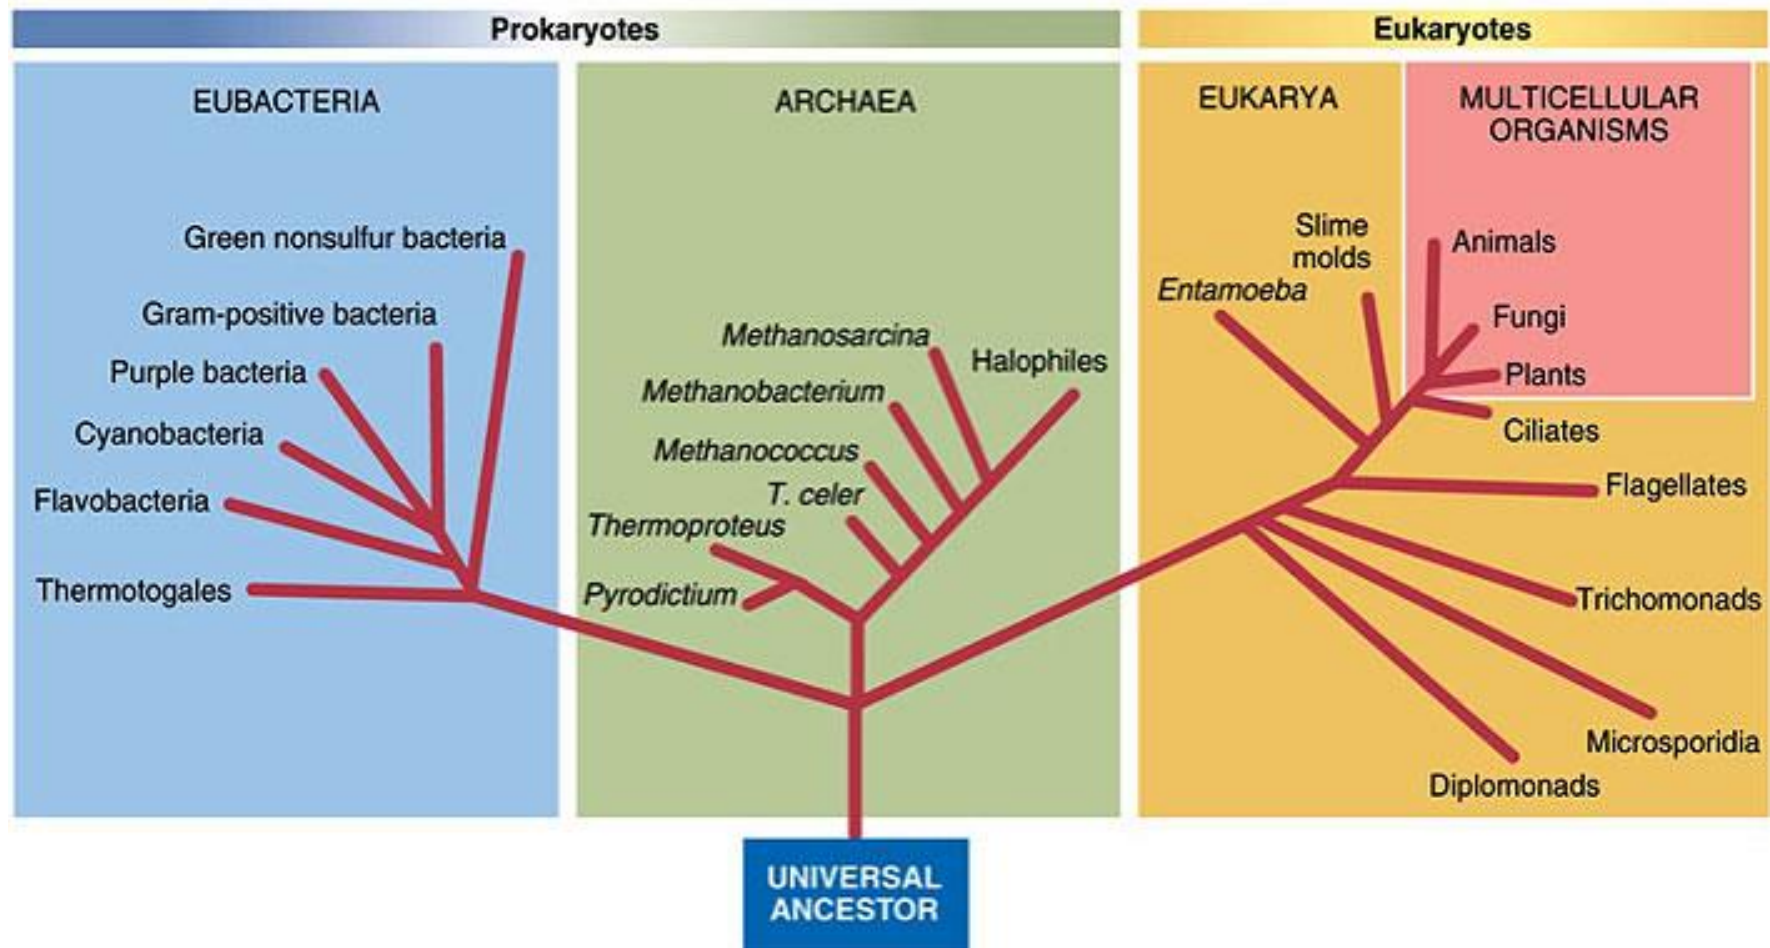 Prokaryotes
Eukaryotes
EUBACTERIA
ARCHAEA
EUKARYA
MULTICELLULAR
ORGANISMS
Green nonsulfur bacteria
Gram-positive bacteria
Purple bacteria
Cyanobacteria
Flavobacteria
Thermotogales
Methanosarcina
Halophiles
Methanobacterium
Methanococcus
T. celer
Thermoproteus
Pyrodictium
Slime
molds
Entamoeba
Animals
Fungi
Plants
Ciliates
Flagellates
Trichomonads
Microsporidia
Diplomonads
UNIVERSAL
ANCESTOR